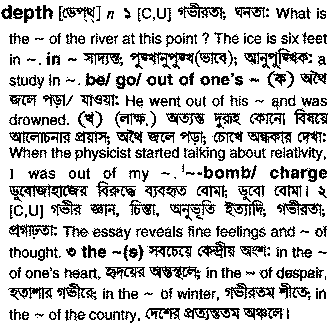 depth [ডেপ্‌থ্] n ১ [C,U] গভীরতা; ঘনতা: What is
the ~ of the river at this point ? The ice is six feet
in ~. in ~ সাদ্যন্ত; পুঙ্খানুপুঙ্খ(ভাবে); আনুপুঙ্খিক: a
study in ~. be/ go/ out of one's ~ (ক) অথৈ
জলে পড়া/ যাওয়া: He went out of his ~ and was
drowned. (খ) (লাক্ষ.) অত্যন্ত দুরূহ কোনো বিষয়ে
আলোচনার প্রয়াস; অথৈ জলে পড়া; চোখে অন্ধকার দেখা:
When the physicist started talking about relativity,
I was out of my ~. '~-bomb/ charge
ডুবোজাহাজের বিরুদ্ধে ব্যবহৃত বোমা; ডুবো বোমা। ২
[C,U] গভীর জ্ঞান, চিন্তা, অনুভূতি ইত্যাদি, গভীরতা;
প্রগাঢ়তা: The essay reveals fine feelings and ~ of
thought. ৩ the ~(s) সবচেয়ে কেন্দ্রীয় অংশ: in the ~
of one's heart, হৃদয়ের অন্তস্থলে; in the ~ of despair,
হতাশার গভীরে; in the ~ of winter, গভীরতম শীতে; in
the ~ of the country, দেশের প্রত্যন্ততম অঞ্চলে।